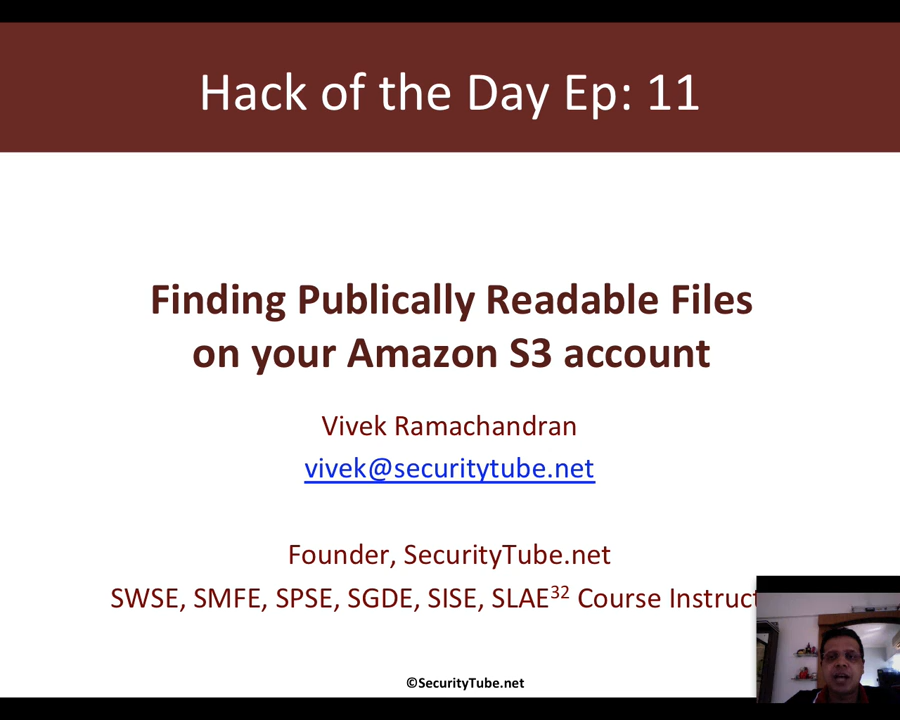 Hack of the Day Ep: 11
Finding Publically Readable Files
on your Amazon S3 account
Vivek Ramachandran
vivek@securitytube.net
Founder, SecurityTube.net
SWSE, SMFE, SPSE, SGDE, SISE, SLAE³² Course Instruct
©SecurityTube.net